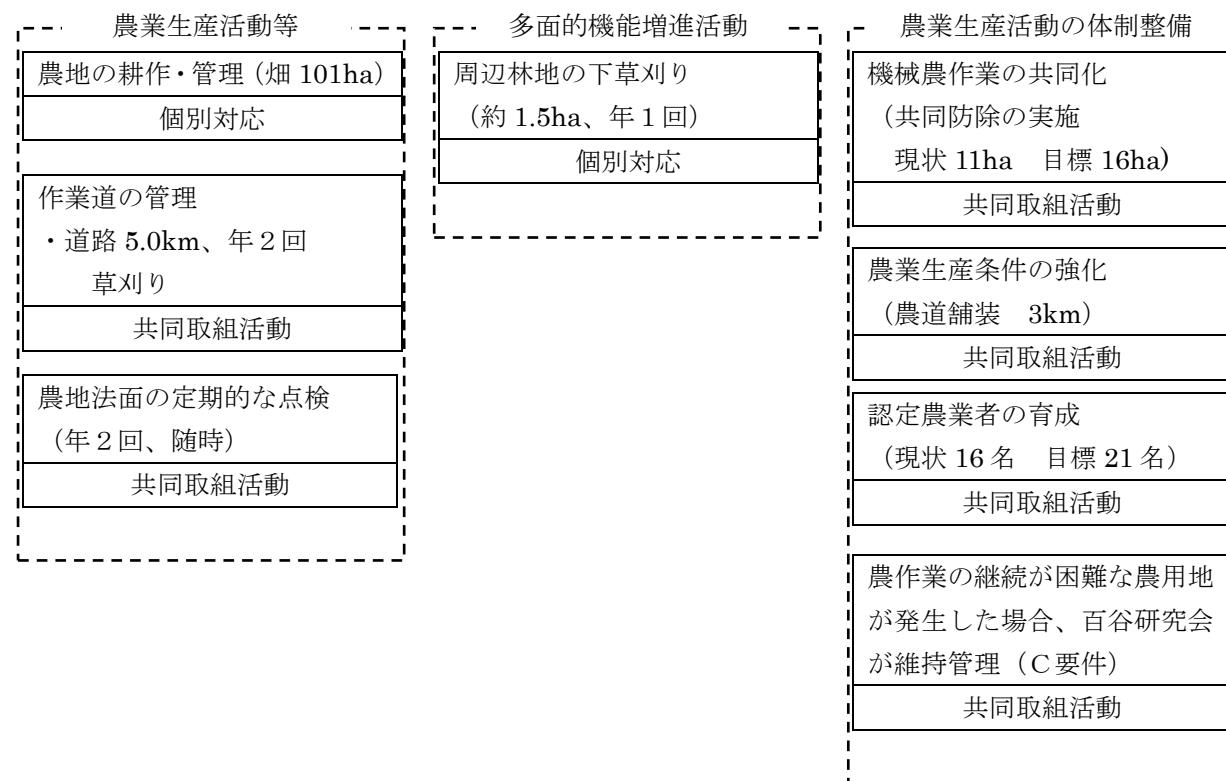 農業生産活動等
農地の耕作・管理（畑 101ha）
個別対応
作業道の管理
・道路 5.0km、年２回
草刈り
共同取組活動
農地法面の定期的な点検
（年２回、随時）
共同取組活動
多面的機能増進活動
周辺林地の下草刈り
（約 1.5ha、年１回）
個別対応
農業生産活動の体制整備
機械農作業の共同化
（共同防除の実施
現状 11ha　目標 16ha)
共同取組活動
農業生産条件の強化
（農道舗装　3km）
共同取組活動
認定農業者の育成
（現状 16 名　目標 21 名）
共同取組活動
農作業の継続が困難な農用地
が発生した場合、百谷研究会
が維持管理（Ｃ要件）
共同取組活動